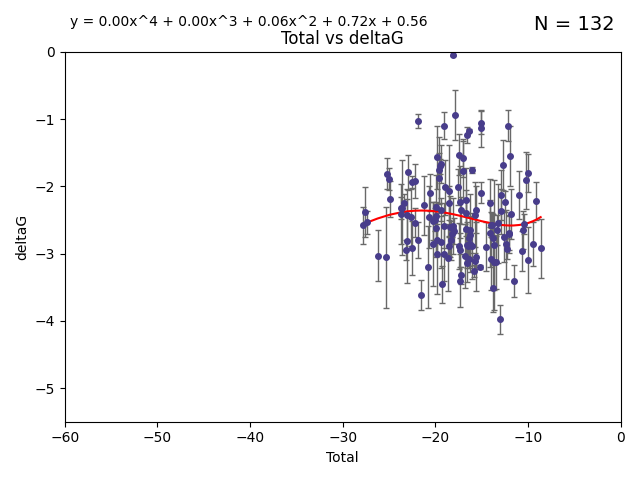 y = 0.00x^4 + 0.00x^3 + 0.06x^2 + 0.72x + 0.56
N = 132
Total vs deltaG
0
−1
−2
−3
−4
−5
deltaG
−60 −50 −40 −30 −20 −10 0
Total